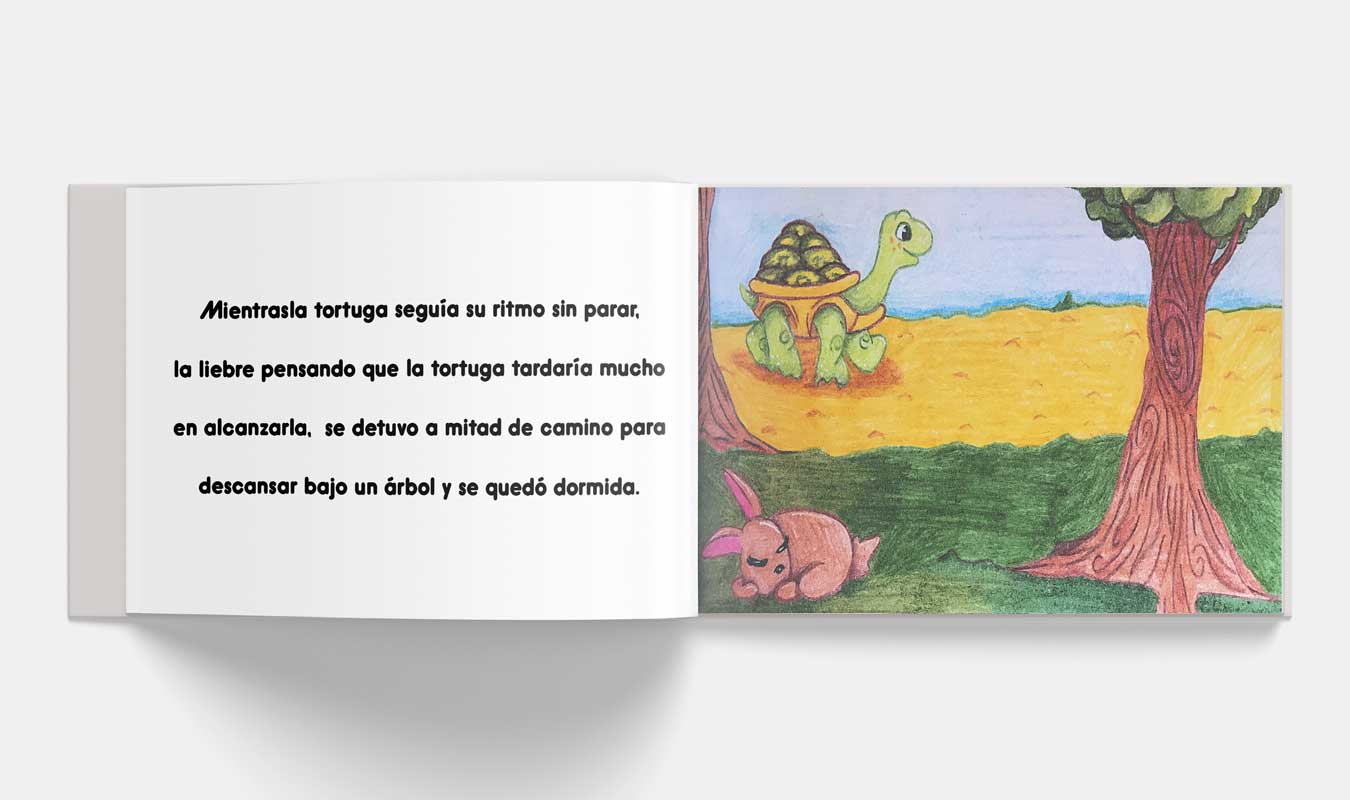 Mientrasla tortuga seguía su ritmo sin parar,
la liebre pensando que la tortuga tardaría mucho
en alcanzarla,  se detuvo a mitad de camino para
descansar bajo un árbol y se quedó dormida.